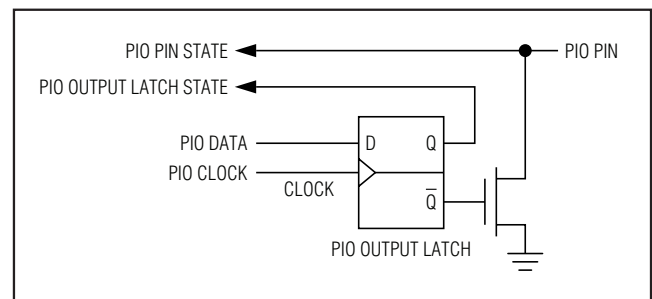 PIO PIN STATE
PIO PIN
PIO OUTPUT LATCH STATE
PIO DATA
D
Q
PIO CLOCK
CLOCK
Q̅
PIO OUTPUT LATCH